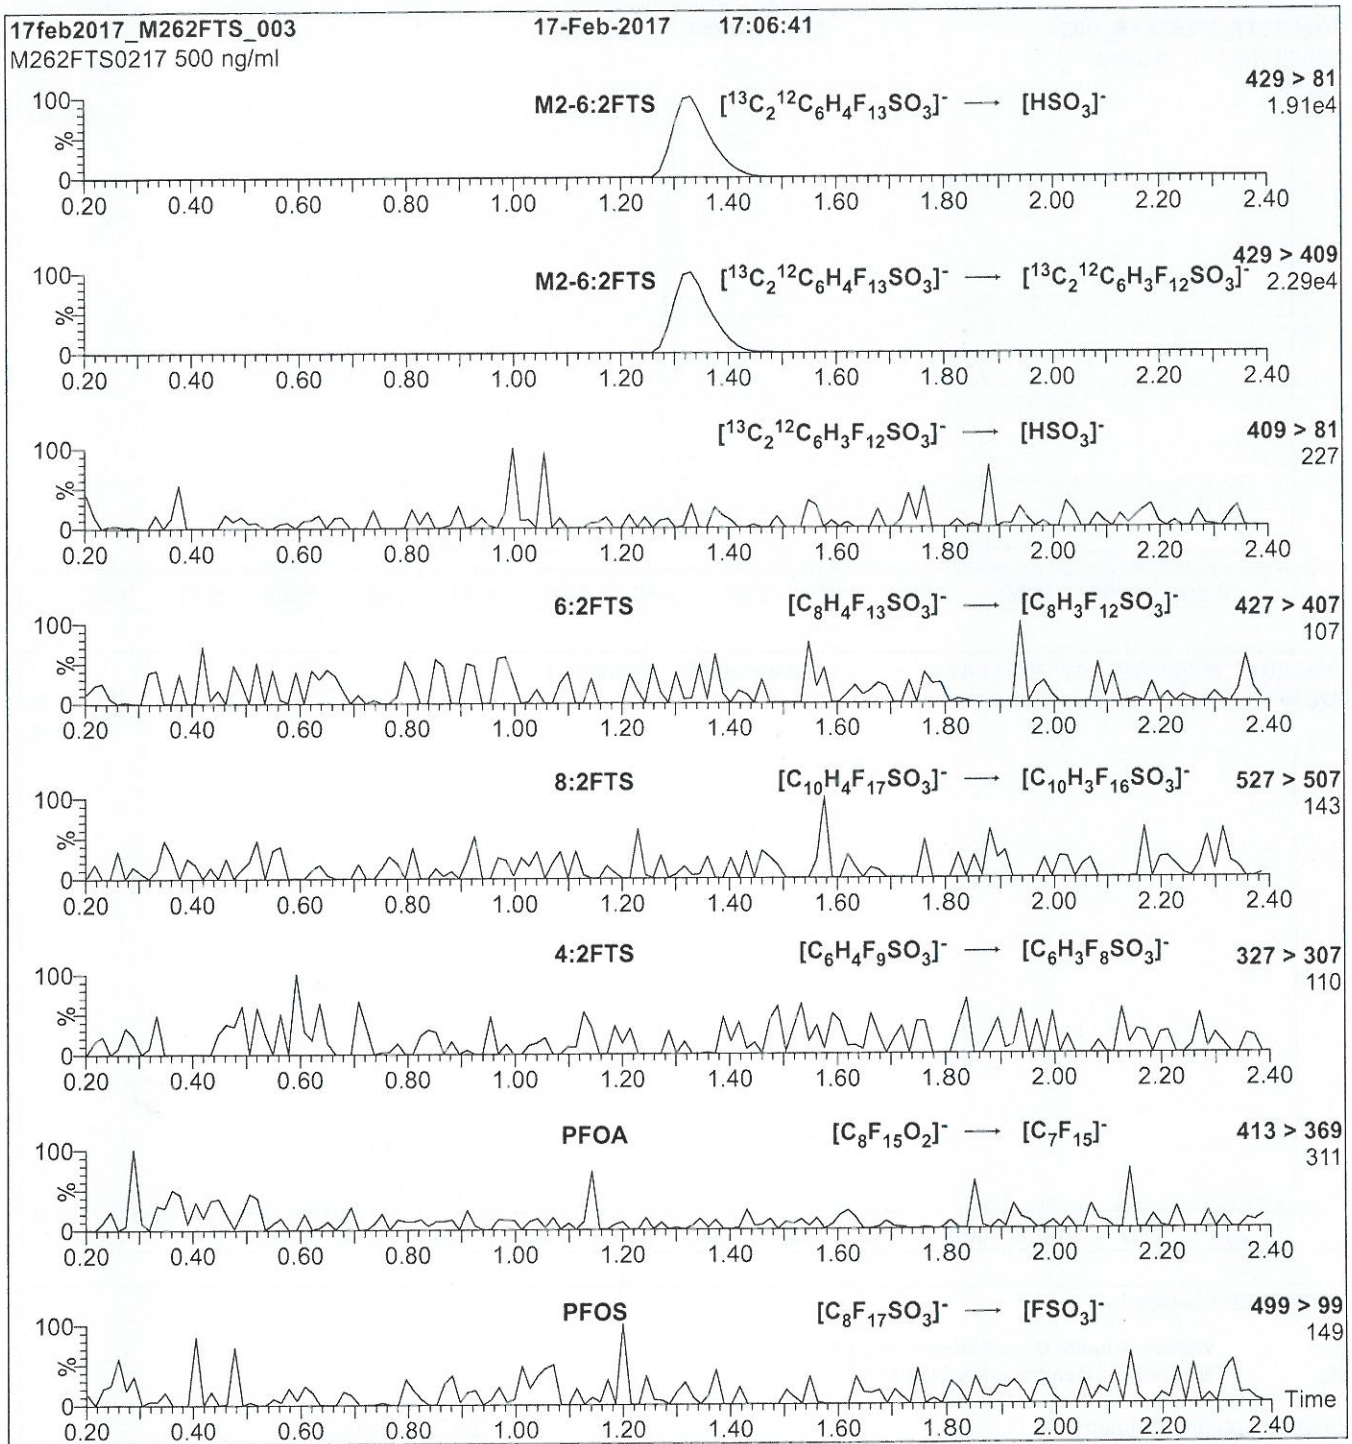 17feb2017_M262FTS_003 17-Feb-2017 17:06:41
M262FTS0217 500 ng/ml
M2-6:2FTS [¹³C₂¹²C₆H₄F₁₃SO₃]⁻ → [HSO₃]⁻ 429 > 81
1.91e4
100
%
0
0.20 0.40 0.60 0.80 1.00 1.20 1.40 1.60 1.80 2.00 2.20 2.40
M2-6:2FTS [¹³C₂¹²C₆H₄F₁₃SO₃]⁻ → [¹³C₂¹²C₆H₃F₁₂SO₃]⁻ 429 > 409
2.29e4
100
%
0
0.20 0.40 0.60 0.80 1.00 1.20 1.40 1.60 1.80 2.00 2.20 2.40
[¹³C₂¹²C₆H₃F₁₂SO₃]⁻ → [HSO₃]⁻ 409 > 81
227
100
%
0
0.20 0.40 0.60 0.80 1.00 1.20 1.40 1.60 1.80 2.00 2.20 2.40
6:2FTS [C₈H₄F₁₃SO₃]⁻ → [C₈H₃F₁₂SO₃]⁻ 427 > 407
107
100
%
0
0.20 0.40 0.60 0.80 1.00 1.20 1.40 1.60 1.80 2.00 2.20 2.40
8:2FTS [C₁₀H₄F₁₇SO₃]⁻ → [C₁₀H₃F₁₆SO₃]⁻ 527 > 507
143
100
%
0
0.20 0.40 0.60 0.80 1.00 1.20 1.40 1.60 1.80 2.00 2.20 2.40
4:2FTS [C₆H₄F₉SO₃]⁻ → [C₆H₃F₈SO₃]⁻ 327 > 307
110
100
%
0
0.20 0.40 0.60 0.80 1.00 1.20 1.40 1.60 1.80 2.00 2.20 2.40
PFOA [C₈F₁₅O₂]⁻ → [C₇F₁₅]⁻ 413 > 369
311
100
%
0
0.20 0.40 0.60 0.80 1.00 1.20 1.40 1.60 1.80 2.00 2.20 2.40
PFOS [C₈F₁₇SO₃]⁻ → [FSO₃]⁻ 499 > 99
149
100
%
0
Time
0.20 0.40 0.60 0.80 1.00 1.20 1.40 1.60 1.80 2.00 2.20 2.40